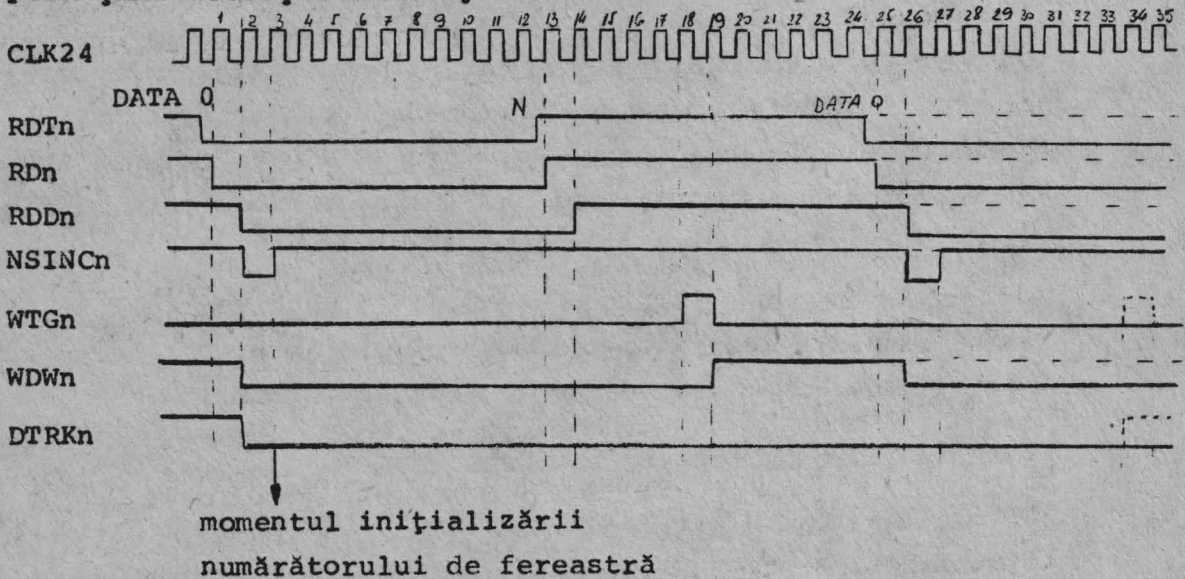 1 2 3 4 5 6 7 8 9 10 11 12 13 14 15 16 17 18 19 20 21 22 23 24 25 26 27 28 29 30 31 32 33 34 35
CLK24
DATA 0 N DATA 0
RDTn
RDn
RDDn
NSINCn
WTGn
WDWn
DTRKn
momentul iniţializării
numărătorului de fereastră